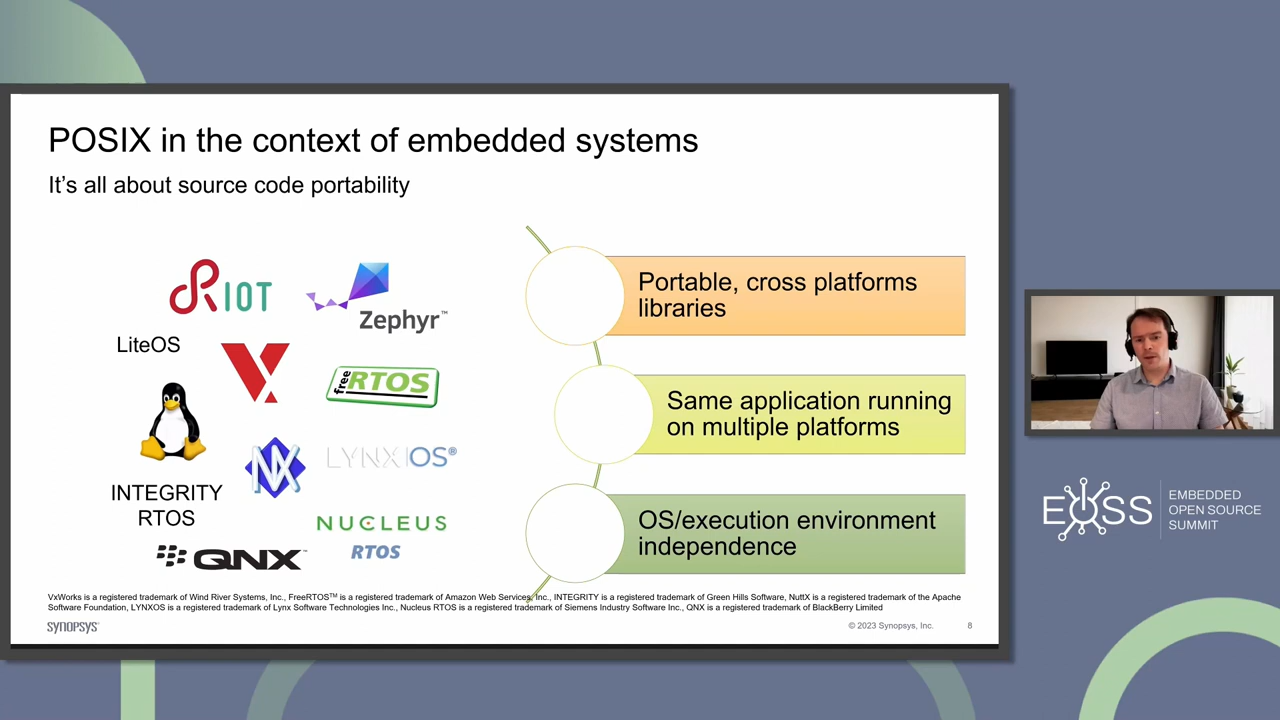 POSIX in the context of embedded systems
It's all about source code portability
RIOT
Zephyr™
LiteOS
free RTOS
LYNXIOS®
INTEGRITY
RTOS
NX
NUCLEUS
RTOS
QNX™
Portable, cross platforms
libraries
Same application running
on multiple platforms
OS/execution environment
independence
VxWorks is a registered trademark of Wind River Systems, Inc., FreeRTOS™ is a registered trademark of Amazon Web Services, Inc., INTEGRITY is a registered trademark of Green Hills Software, NuttX is a registered trademark of the Apache
Software Foundation, LYNXOS is a registered trademark of Lynx Software Technologies Inc., Nucleus RTOS is a registered trademark of Siemens Industry Software Inc., QNX is a registered trademark of BlackBerry Limited
SYNOPSYS®
© 2023 Synopsys, Inc.
8
EOSS
EMBEDDED
OPEN SOURCE
SUMMIT